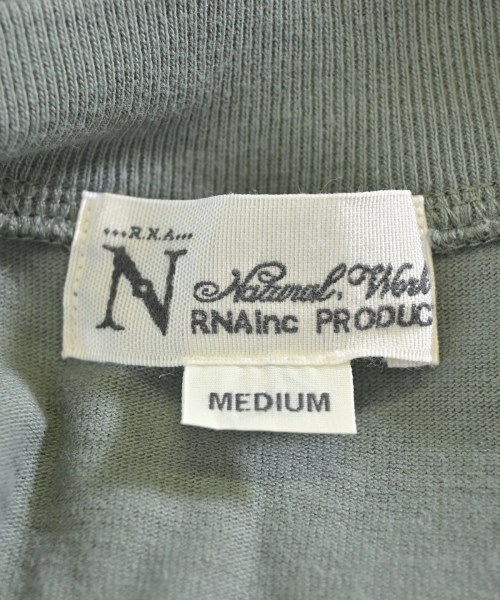 ...R.N.A...
N
Natural, Work
RNAInc PRODUC
MEDIUM